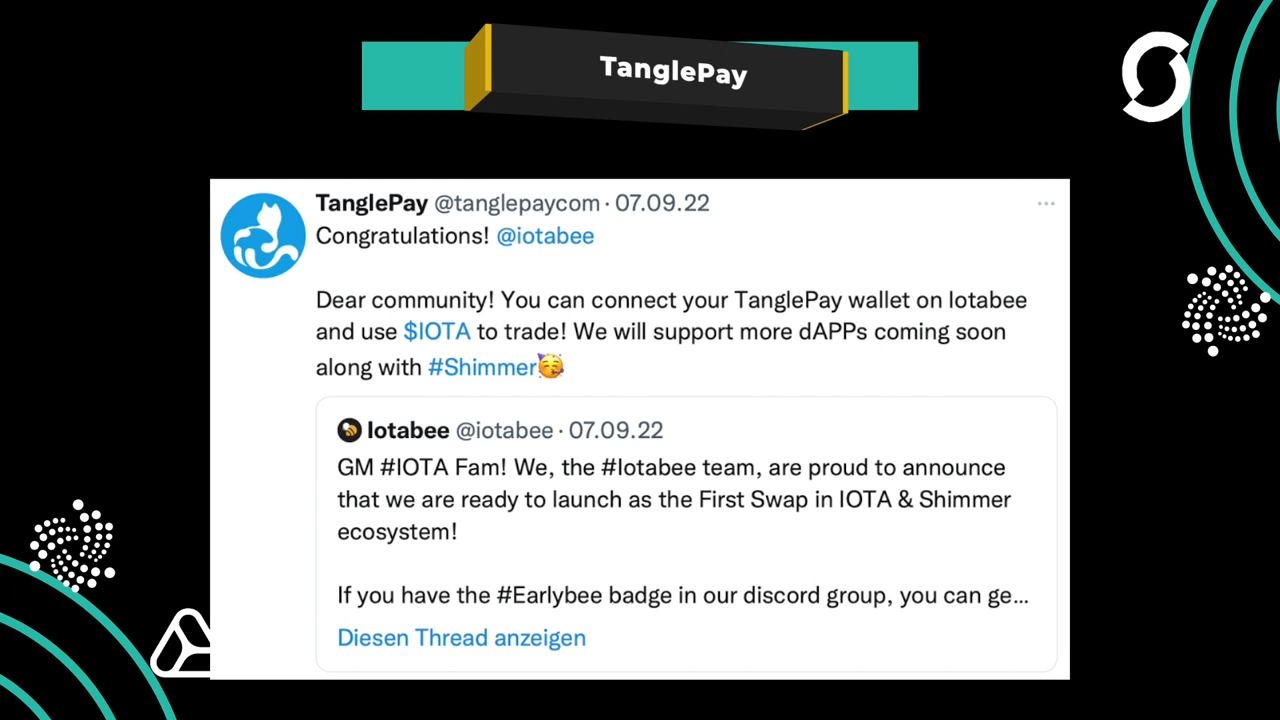 TanglePay
TanglePay @tanglepaycom · 07.09.22
Congratulations! @iotabee
Dear community! You can connect your TanglePay wallet on Iotabee
and use $IOTA to trade! We will support more dAPPs coming soon
along with #Shimmer🥳
Iotabee @iotabee · 07.09.22
GM #IOTA Fam! We, the #Iotabee team, are proud to announce
that we are ready to launch as the First Swap in IOTA & Shimmer
ecosystem!
If you have the #Earlybee badge in our discord group, you can ge...
Diesen Thread anzeigen